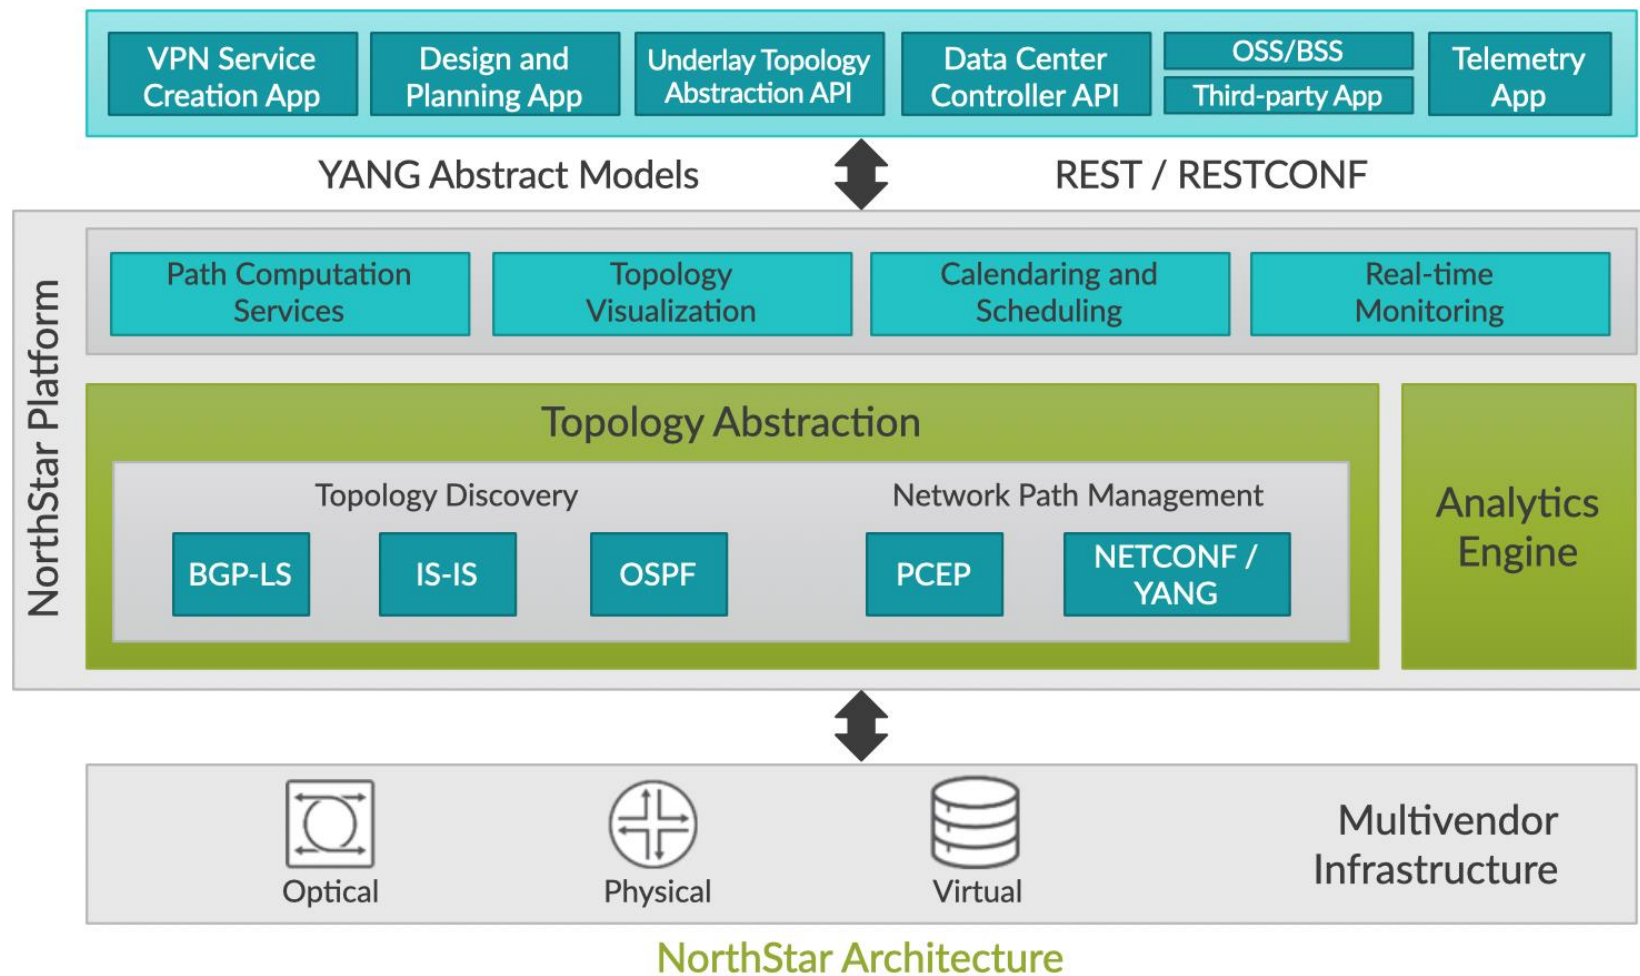 VPN Service
Creation App
Design and
Planning App
Underlay Topology
Abstraction API
Data Center
Controller API
OSS/BSS
Third-party App
Telemetry
App
YANG Abstract Models
REST / RESTCONF
NorthStar Platform
Path Computation
Services
Topology
Visualization
Calendaring and
Scheduling
Real-time
Monitoring
Topology Abstraction
Topology Discovery
BGP-LS
IS-IS
OSPF
Network Path Management
PCEP
NETCONF /
YANG
Analytics
Engine
Optical
Physical
Virtual
Multivendor
Infrastructure
NorthStar Architecture